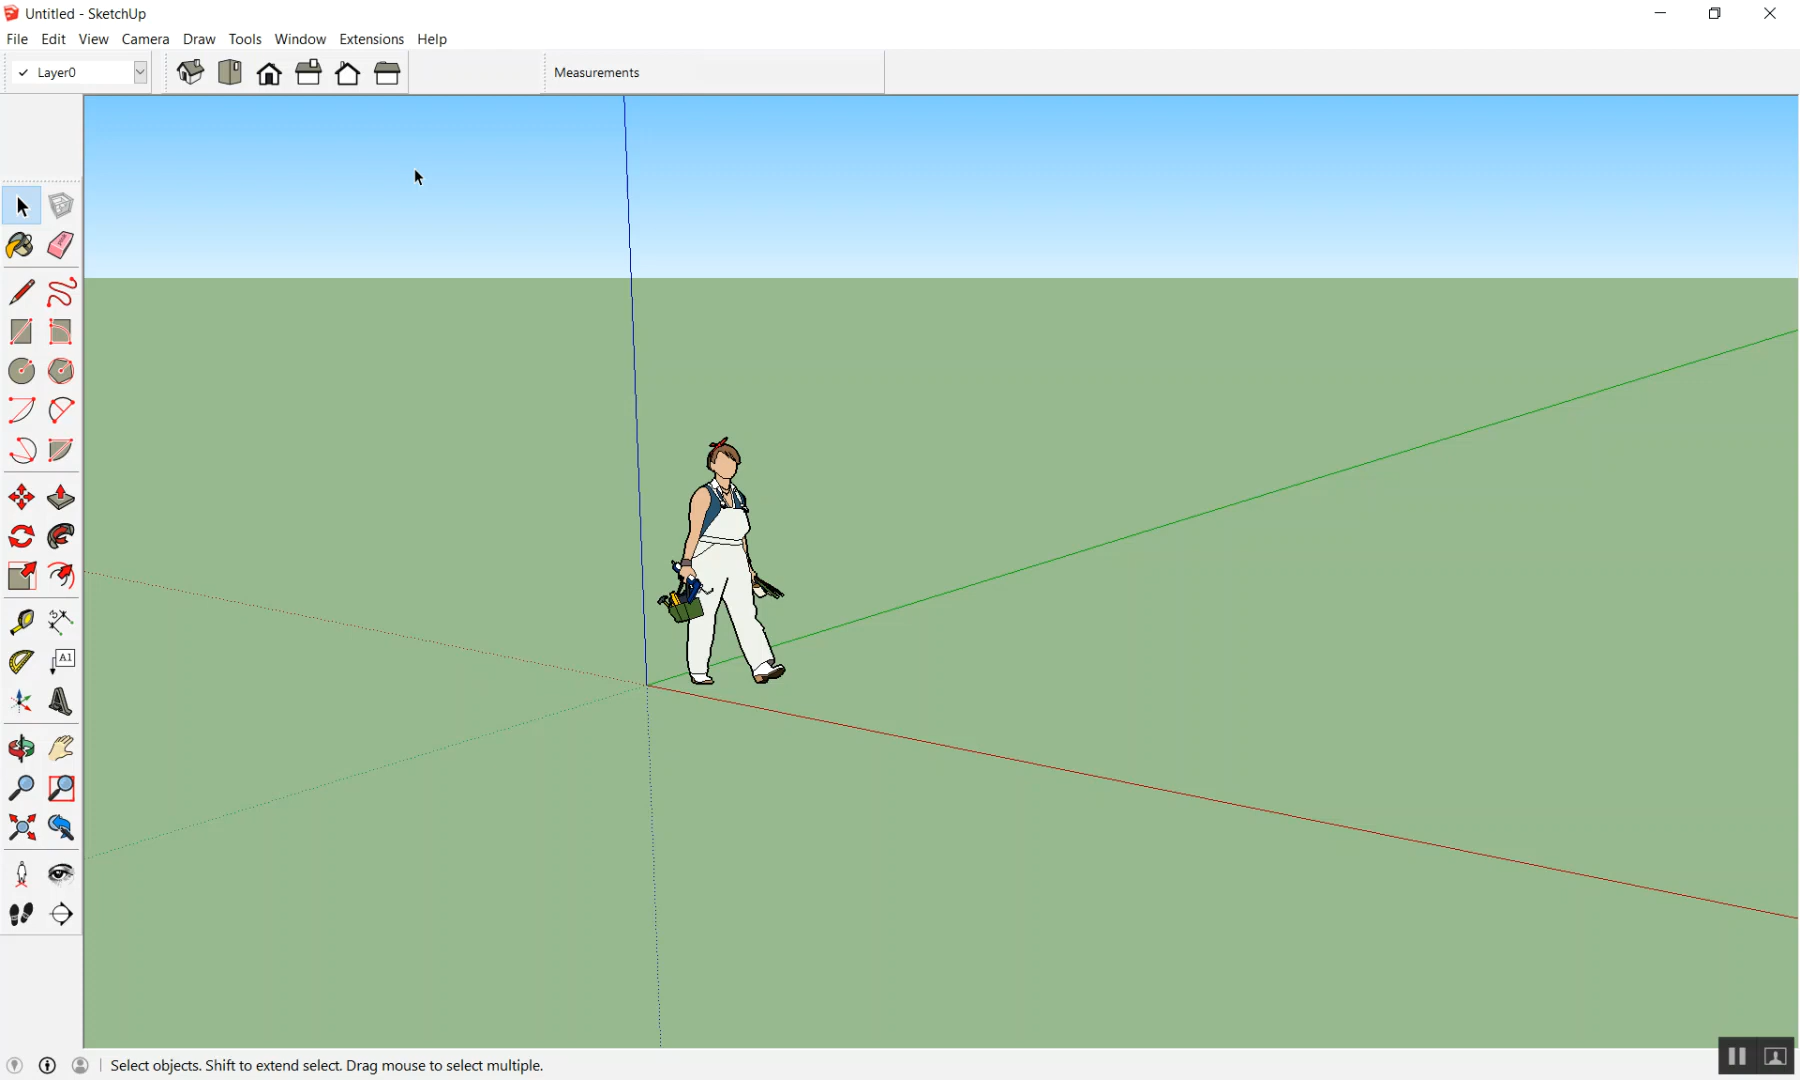 Untitled - SketchUp
File Edit View Camera Draw Tools Window Extensions Help
Layer0
Measurements
A1
Select objects. Shift to extend select. Drag mouse to select multiple.